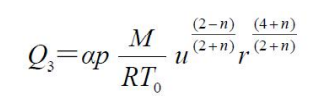 Q₃=αp M/RT₀ u^((2−n)/(2+n)) r^((4+n)/(2+n))